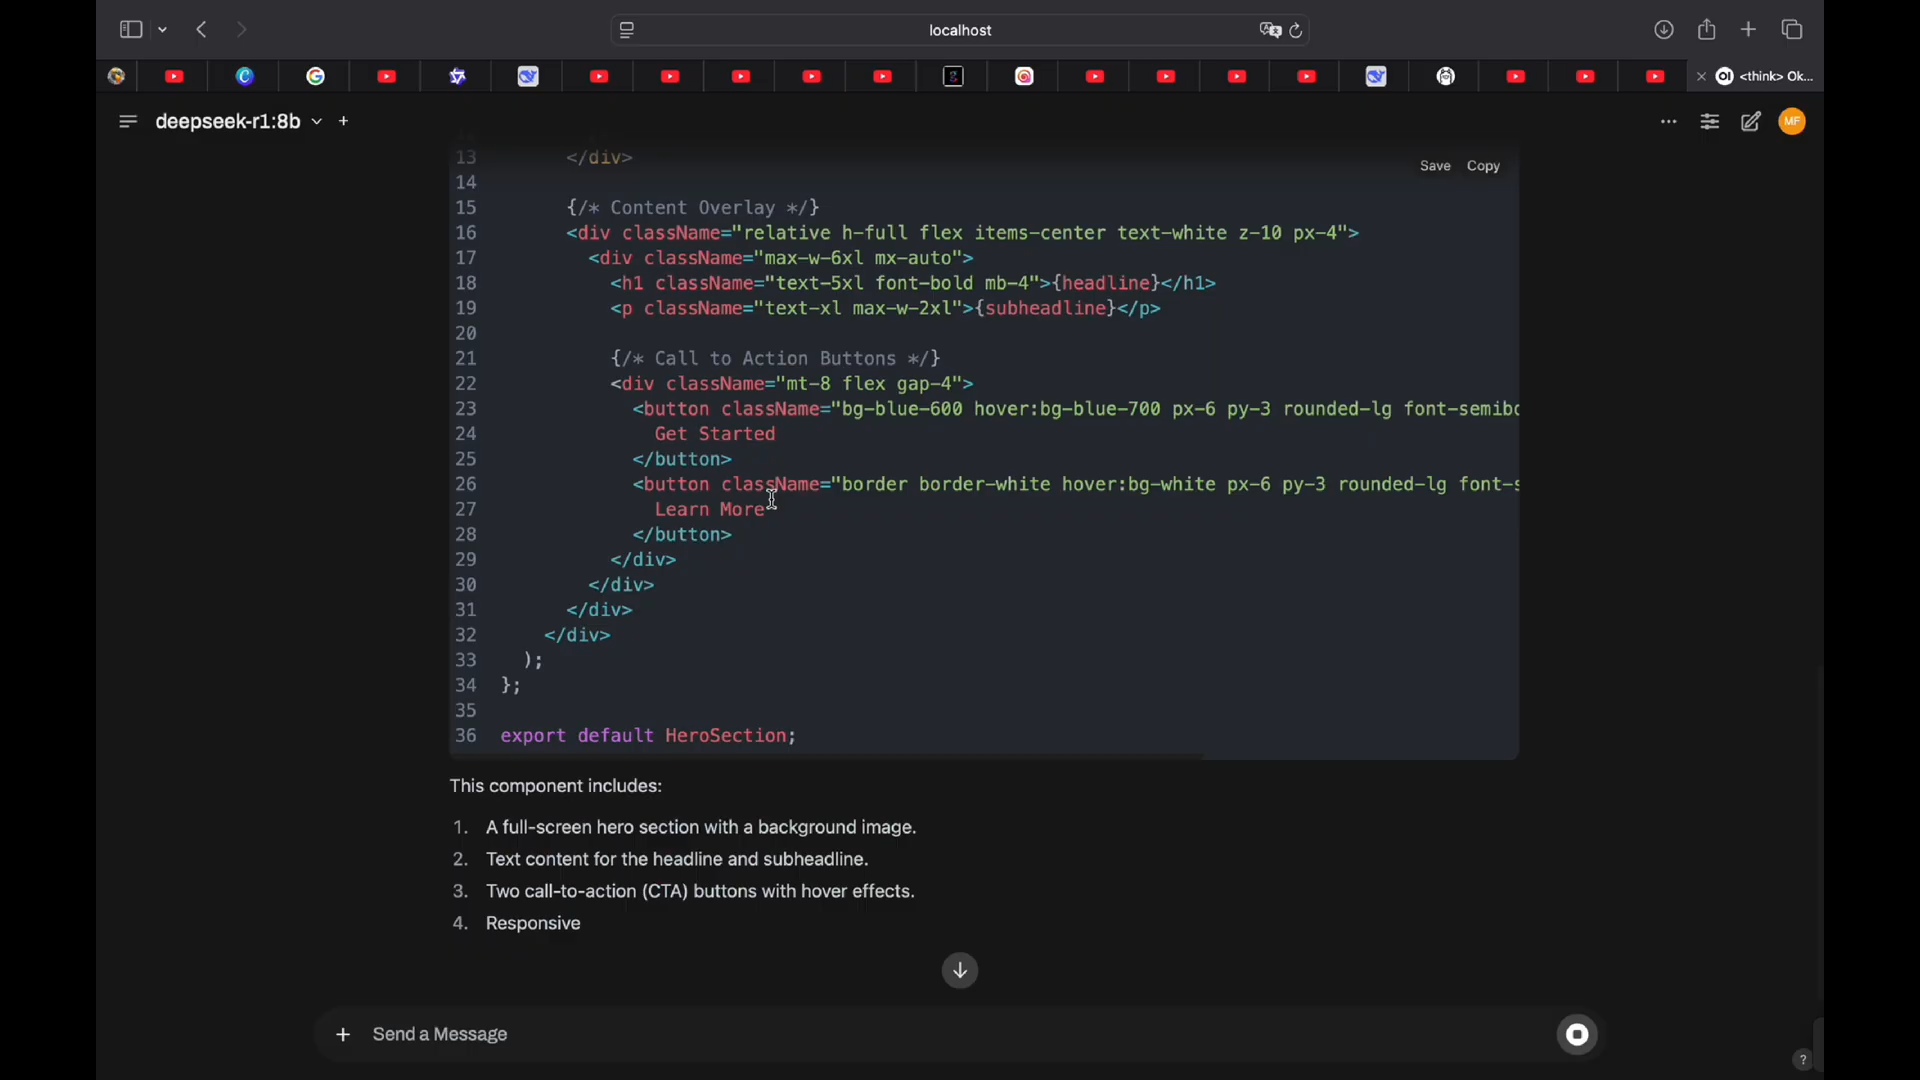 localhost
<think> Ok...
deepseek-r1:8b
MF
Save Copy
13 </div>
14
15 {/* Content Overlay */}
16 <div className="relative h-full flex items-center text-white z-10 px-4">
17 <div className="max-w-6xl mx-auto">
18 <h1 className="text-5xl font-bold mb-4">{headline}</h1>
19 <p className="text-xl max-w-2xl">{subheadline}</p>
20
21 {/* Call to Action Buttons */}
22 <div className="mt-8 flex gap-4">
23 <button className="bg-blue-600 hover:bg-blue-700 px-6 py-3 rounded-lg font-semibo
24 Get Started
25 </button>
26 <button className="border border-white hover:bg-white px-6 py-3 rounded-lg font-s
27 Learn More
28 </button>
29 </div>
30 </div>
31 </div>
32 </div>
33 );
34 };
35
36 export default HeroSection;
This component includes:
1. A full-screen hero section with a background image.
2. Text content for the headline and subheadline.
3. Two call-to-action (CTA) buttons with hover effects.
4. Responsive
Send a Message
?